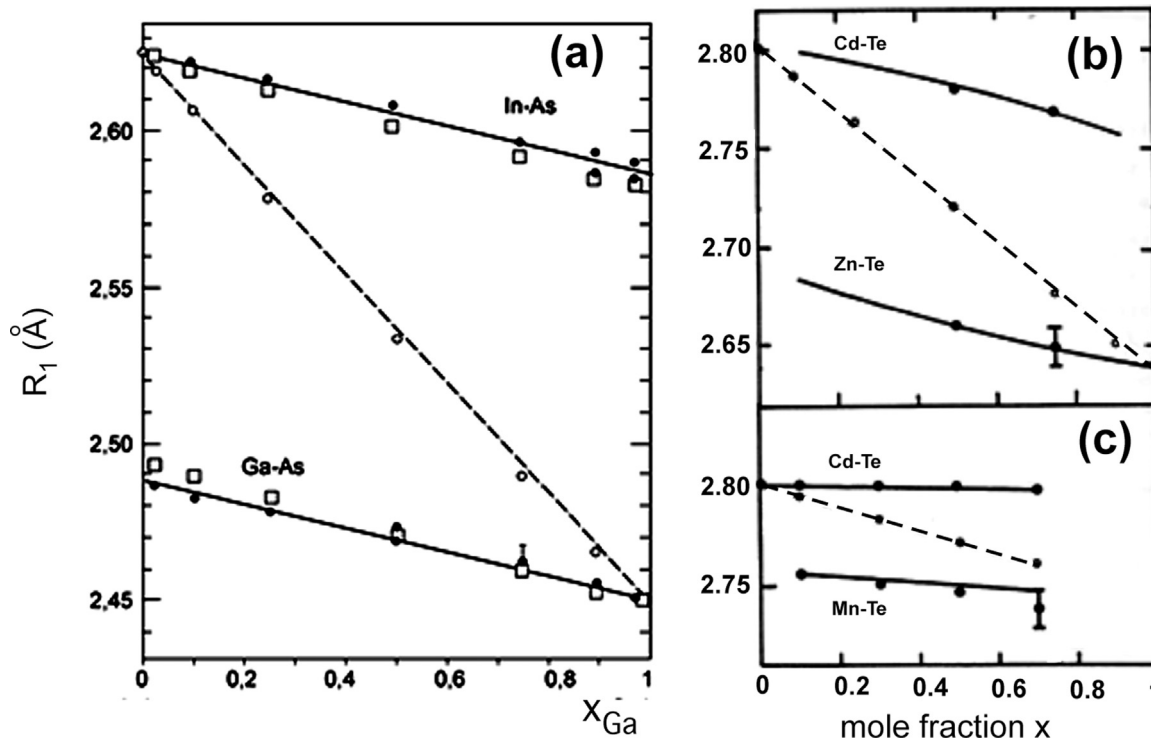 (a)
In-As
Ga-As
2,60
2,55
2,50
2,45
R₁ (Å)
0
0,2
0,4
0,6
0,8
1
x_Ga
(b)
Cd-Te
Zn-Te
2.80
2.75
2.70
2.65
(c)
Cd-Te
Mn-Te
2.80
2.75
0
0.2
0.4
0.6
0.8
mole fraction x